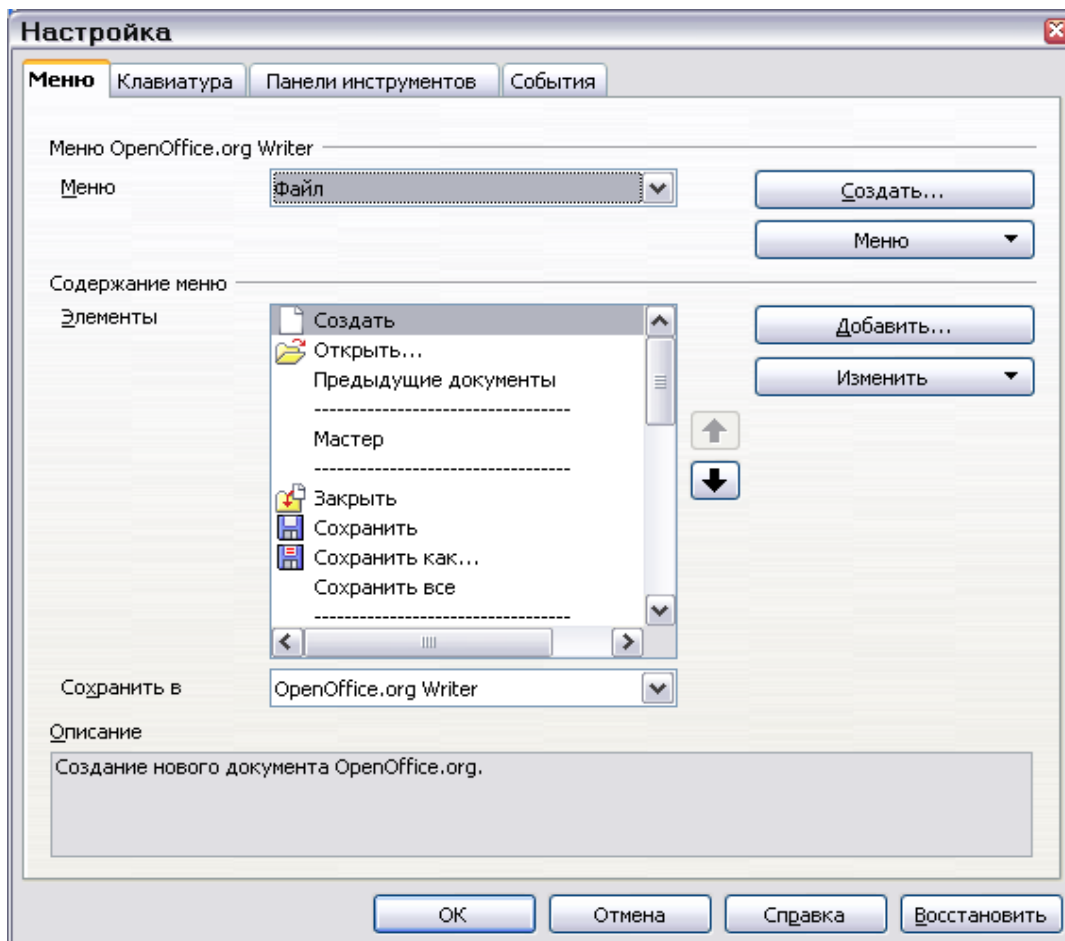 Настройка
Меню Клавиатура Панели инструментов События
Меню OpenOffice.org Writer
Меню Файл Создать...
Меню
Содержание меню
Элементы Создать Добавить...
Открыть...
Предыдущие документы Изменить
----------------------------------
Мастер
----------------------------------
Закрыть
Сохранить
Сохранить как...
Сохранить все
----------------------------------
Сохранить в OpenOffice.org Writer
Описание
Создание нового документа OpenOffice.org.
ОК Отмена Справка Восстановить